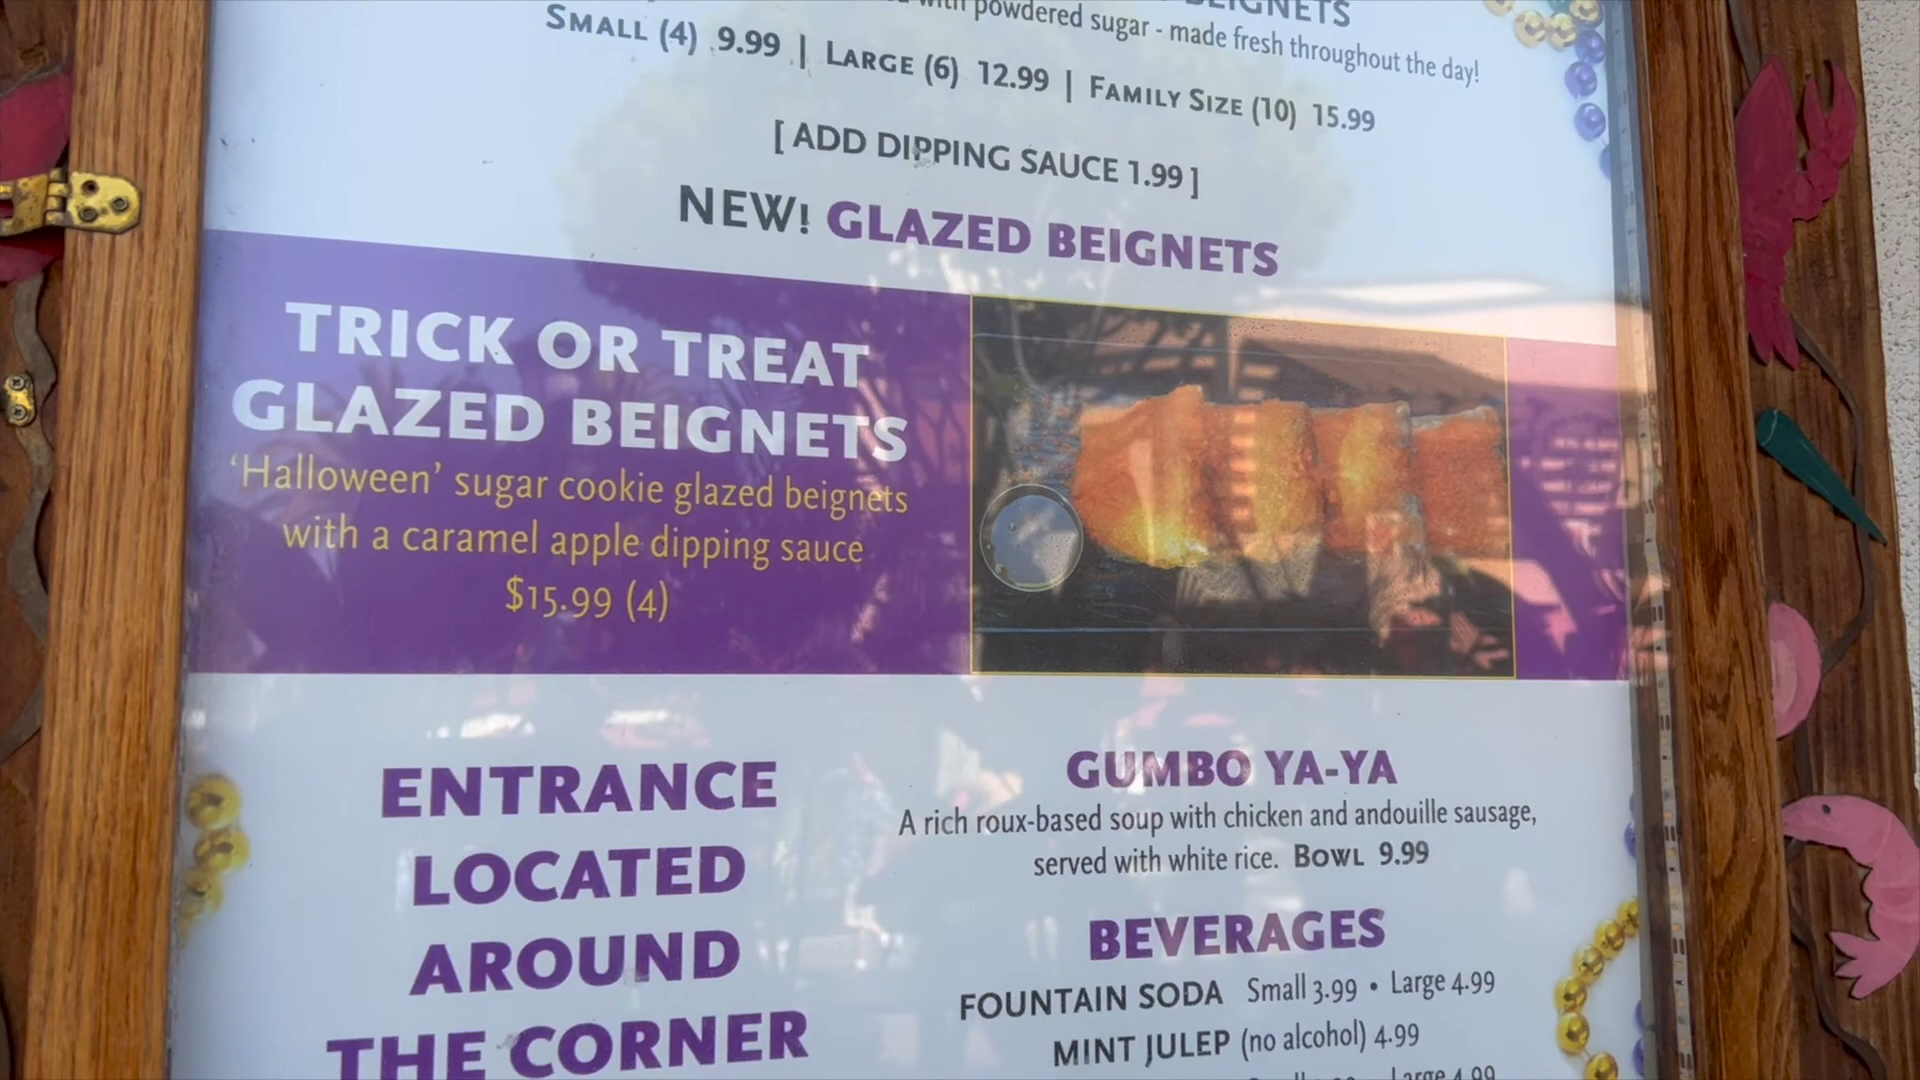 BEIGNETS
with powdered sugar - made fresh throughout the day!
SMALL (4) 9.99 | LARGE (6) 12.99 | FAMILY SIZE (10) 15.99
[ ADD DIPPING SAUCE 1.99 ]
NEW! GLAZED BEIGNETS
TRICK OR TREAT
GLAZED BEIGNETS
‘Halloween’ sugar cookie glazed beignets
with a caramel apple dipping sauce
$15.99 (4)
ENTRANCE
LOCATED
AROUND
THE CORNER
GUMBO YA-YA
A rich roux-based soup with chicken and andouille sausage,
served with white rice. BOWL 9.99
BEVERAGES
FOUNTAIN SODA Small 3.99 • Large 4.99
MINT JULEP (no alcohol) 4.99
Large 4.99